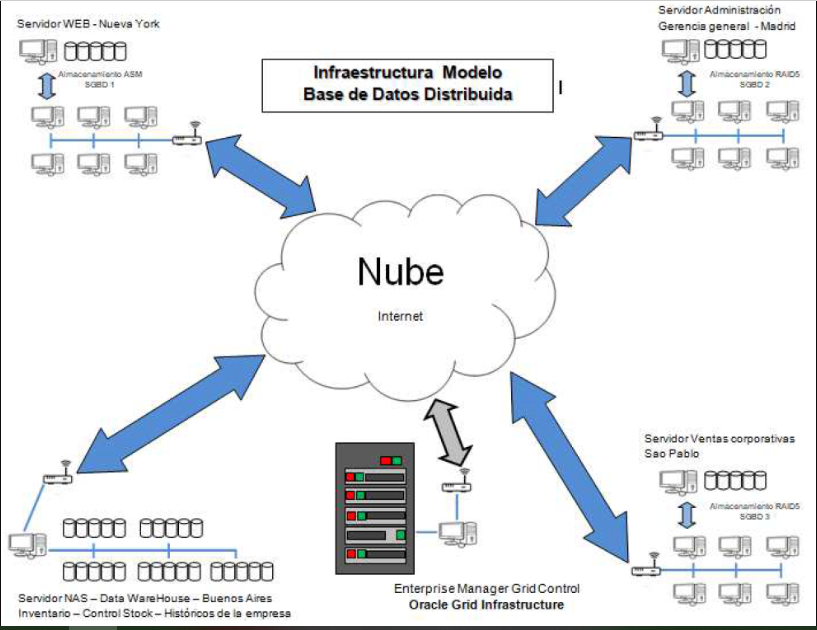 Servidor WEB - Nueva York
Almacenamiento ASM
SGBD 1
Infraestructura Modelo
Base de Datos Distribuida
Servidor Administración
Gerencia general - Madrid
Almacenamiento RAID5
SGBD 2
Nube
Internet
Servidor Ventas corporativas
Sao Pablo
Almacenamiento RAID5
SGBD 3
Enterprise Manager Grid Control
Oracle Grid Infrastructure
Servidor NAS – Data WareHouse – Buenos Aires
Inventario – Control Stock – Históricos de la empresa